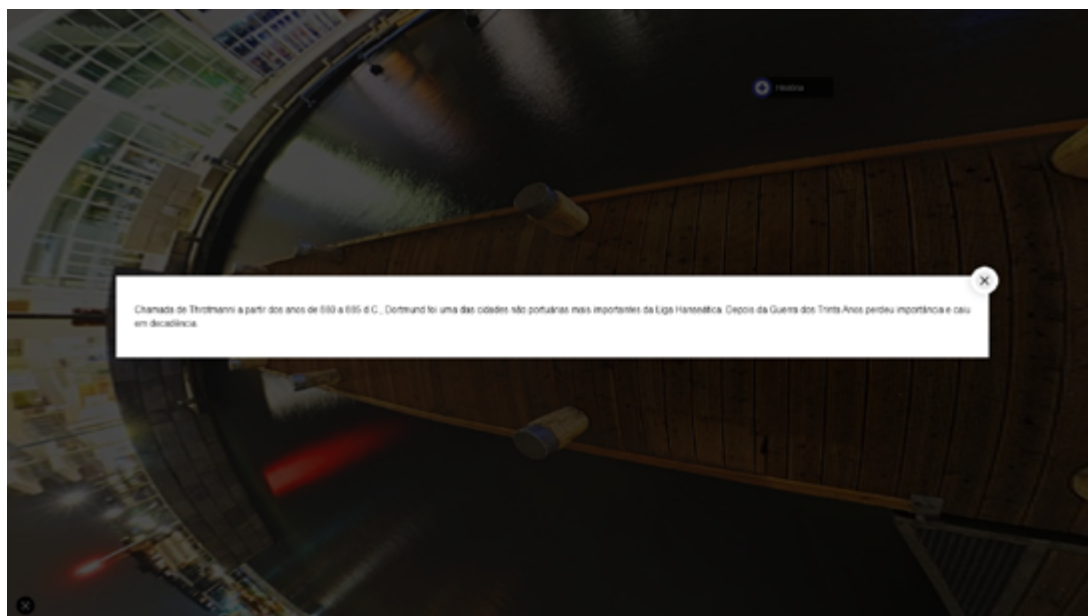 História
Chamada de Throtmanni a partir dos anos de 880 a 885 d.C., Dortmund foi uma das cidades não portuárias mais importantes da Liga Hanseática. Depois da Guerra dos Trinta Anos perdeu importância e caiu
em decadência.